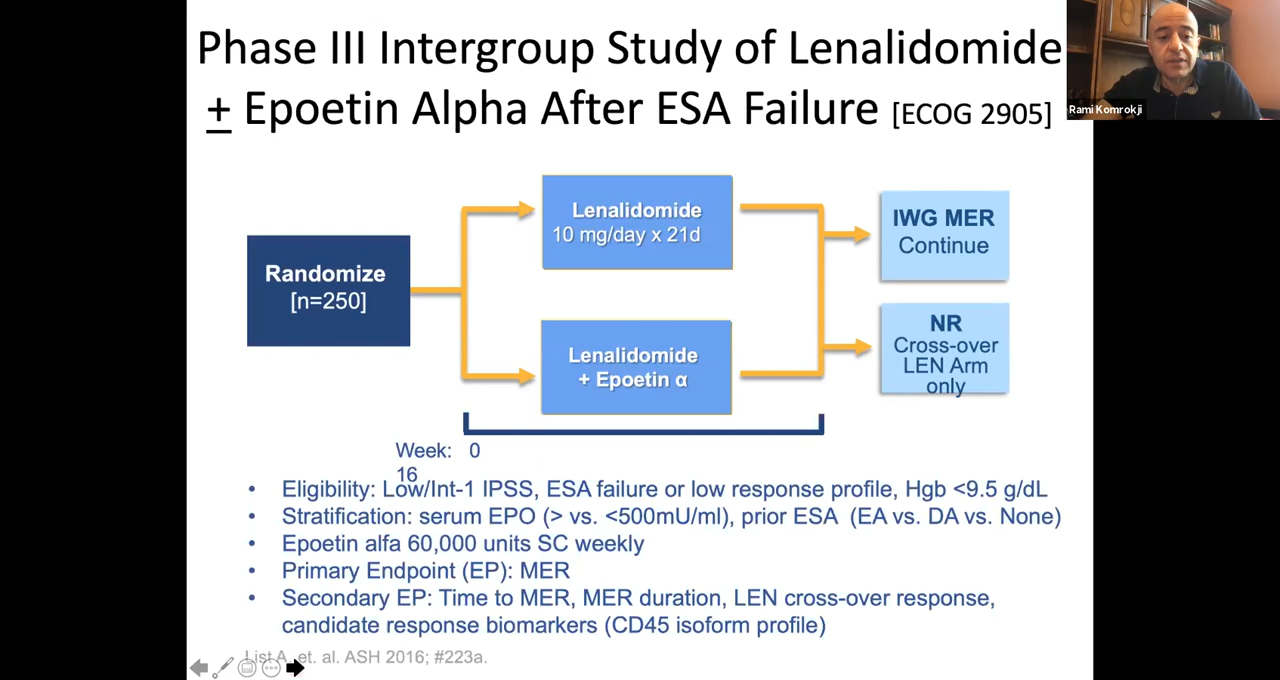 Phase III Intergroup Study of Lenalidomide
+ Epoetin Alpha After ESA Failure [ECOG 2905]
Rami Komrokji
Randomize
[n=250]
Lenalidomide
10 mg/day x 21d
Lenalidomide
+ Epoetin α
IWG MER
Continue
NR
Cross-over
LEN Arm
only
Week: 0
16
• Eligibility: Low/Int-1 IPSS, ESA failure or low response profile, Hgb <9.5 g/dL
• Stratification: serum EPO (> vs. <500mU/ml), prior ESA (EA vs. DA vs. None)
• Epoetin alfa 60,000 units SC weekly
• Primary Endpoint (EP): MER
• Secondary EP: Time to MER, MER duration, LEN cross-over response,
candidate response biomarkers (CD45 isoform profile)
List A, et. al. ASH 2016; #223a.